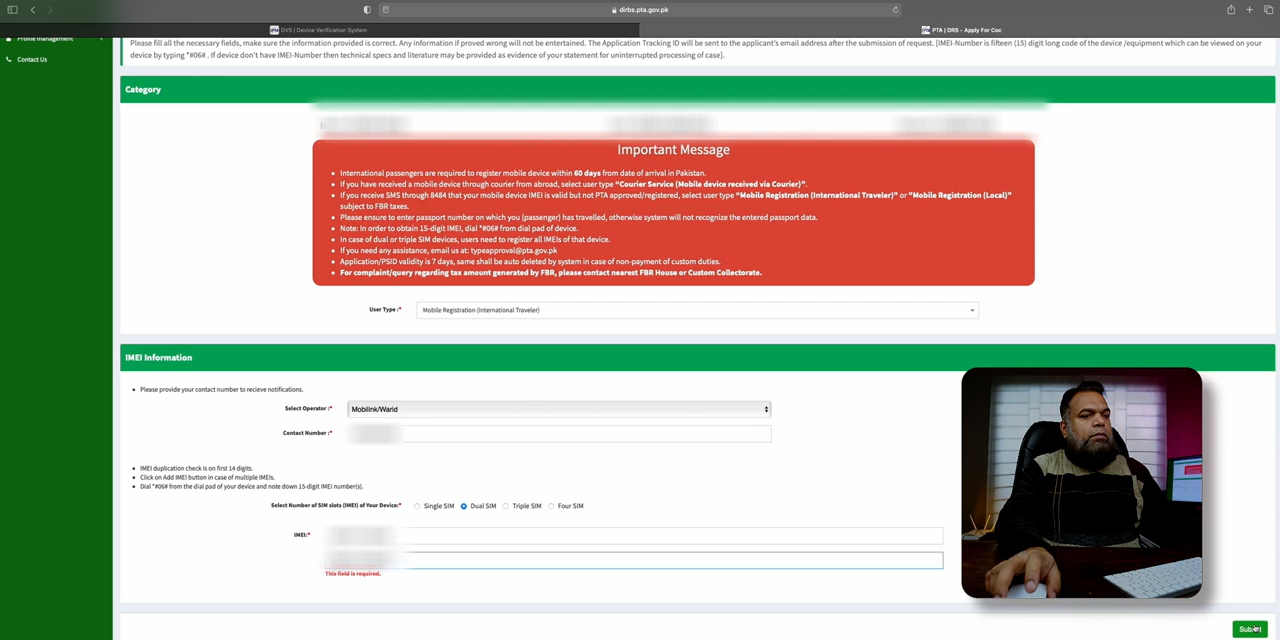 dirbs.pta.gov.pk
DVS | Device Verification System
PTA | DRS - Apply For Coc
Profile Management
Contact Us
Please fill all the necessary fields, make sure the information provided is correct. Any information if proved wrong will not be entertained. The Application Tracking ID will be sent to the applicant's email address after the submission of request. [IMEI-Number is fifteen (15) digit long code of the device /equipment which can be viewed on your
device by typing *#06# . If device don't have IMEI-Number then technical specs and literature may be provided as evidence of your statement for uninterrupted processing of case].
Category
Important Message
International passengers are required to register mobile device within 60 days from date of arrival in Pakistan.
If you have received a mobile device through courier from abroad, select user type "Courier Service (Mobile device received via Courier)".
If you receive SMS through 8484 that your mobile device IMEI is valid but not PTA approved/registered, select user type "Mobile Registration (International Traveler)" or "Mobile Registration (Local)"
subject to FBR taxes.
Please ensure to enter passport number on which you (passenger) has travelled, otherwise system will not recognize the entered passport data.
Note: In order to obtain 15-digit IMEI, dial *#06# from dial pad of device.
In case of dual or triple SIM devices, users need to register all IMEIs of that device.
If you need any assistance, email us at: typeapproval@pta.gov.pk
Application/PSID validity is 7 days, same shall be auto deleted by system in case of non-payment of custom duties.
For complaint/query regarding tax amount generated by FBR, please contact nearest FBR House or Custom Collectorate.
User Type :* Mobile Registration (International Traveler)
IMEI Information
Please provide your contact number to recieve notifications.
Select Operator :* Mobilink/Warid
Contact Number :*
IMEI duplication check is on first 14 digits.
Click on Add IMEI button in case of multiple IMEIs.
Dial *#06# from the dial pad of your device and note down 15-digit IMEI number(s).
Select Number of SIM slots (IMEI) of Your Device:* Single SIM Dual SIM Triple SIM Four SIM
IMEI:*
This field is required.
Submit